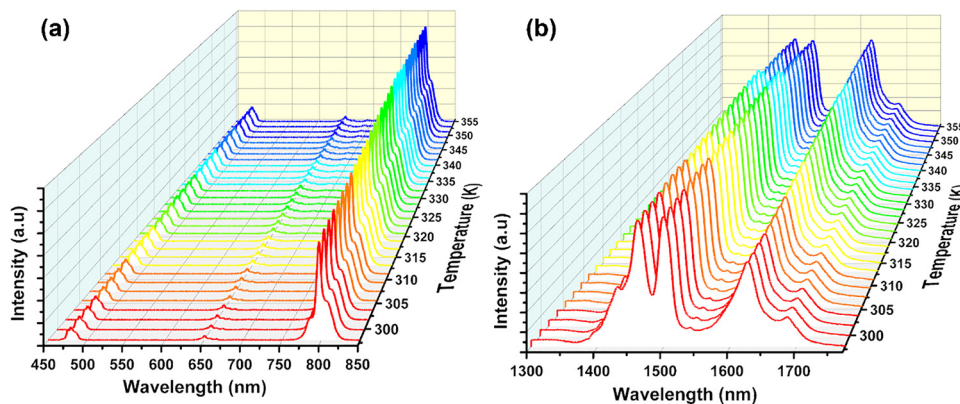 (a)
Intensity (a.u)
450 500 550 600 650 700 750 800 850
Wavelength (nm)
300
305
310
315
320
325
330
335
340
345
350
355
Temperature (K)
(b)
Intensity (a.u)
1300 1400 1500 1600 1700
Wavelength (nm)
300
305
310
315
320
325
330
335
340
345
350
355
Temperature (K)